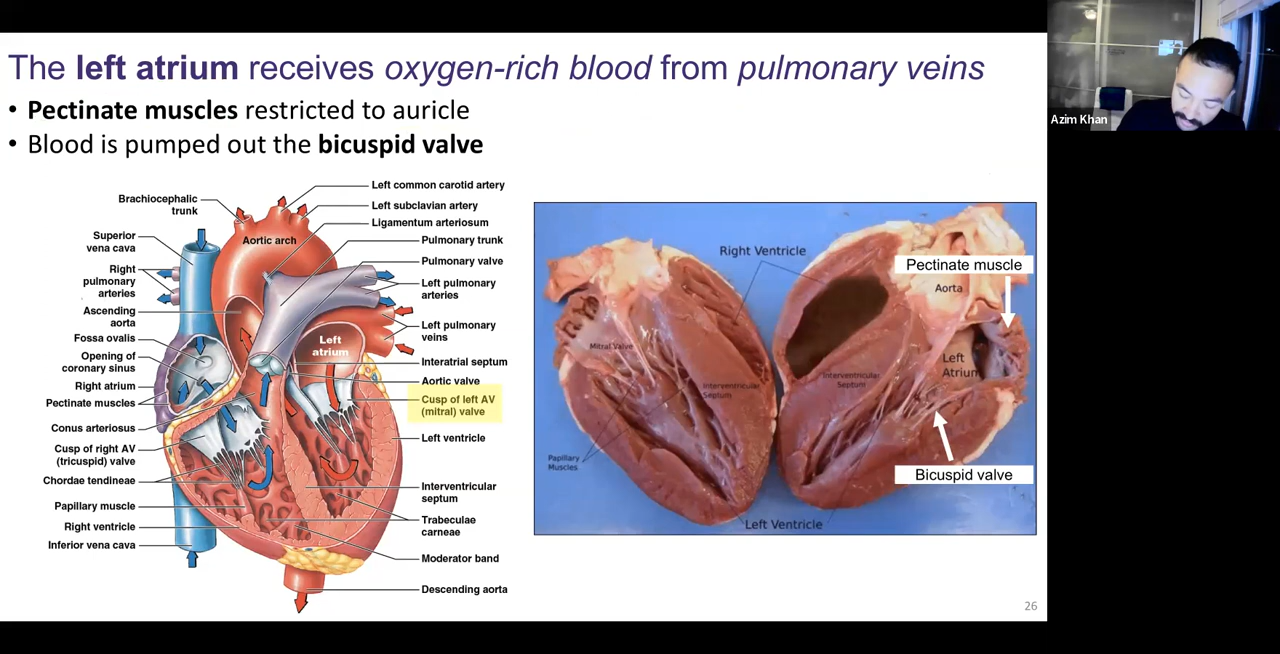 The left atrium receives oxygen-rich blood from pulmonary veins
• Pectinate muscles restricted to auricle
• Blood is pumped out the bicuspid valve
Azim Khan
Brachiocephalic
trunk
Superior
vena cava
Right
pulmonary
arteries
Ascending
aorta
Fossa ovalis
Opening of
coronary sinus
Right atrium
Pectinate muscles
Conus arteriosus
Cusp of right AV
(tricuspid) valve
Chordae tendineae
Papillary muscle
Right ventricle
Inferior vena cava
Aortic arch
Left
atrium
Left common carotid artery
Left subclavian artery
Ligamentum arteriosum
Pulmonary trunk
Pulmonary valve
Left pulmonary
arteries
Left pulmonary
veins
Interatrial septum
Aortic valve
Cusp of left AV
(mitral) valve
Left ventricle
Interventricular
septum
Trabeculae
carneae
Moderator band
Descending aorta
Right Ventricle
Pectinate muscle
Aorta
Mitral Valve
Left
Atrium
Interventricular
Septum
Interventricular
Septum
Papillary
Muscles
Bicuspid valve
Left Ventricle
26